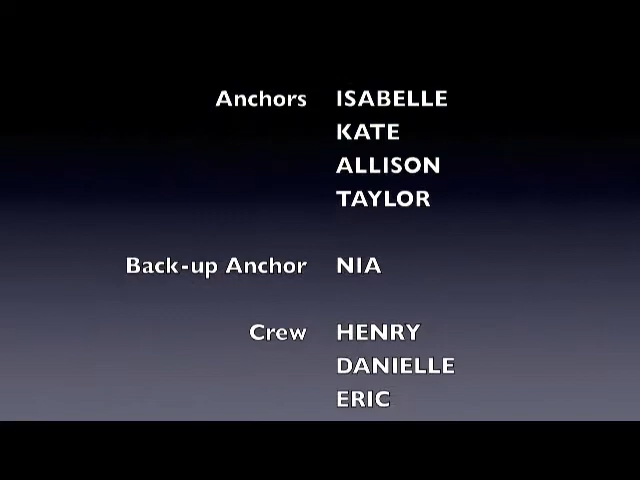 Anchors ISABELLE
KATE
ALLISON
TAYLOR
Back-up Anchor NIA
Crew HENRY
DANIELLE
ERIC